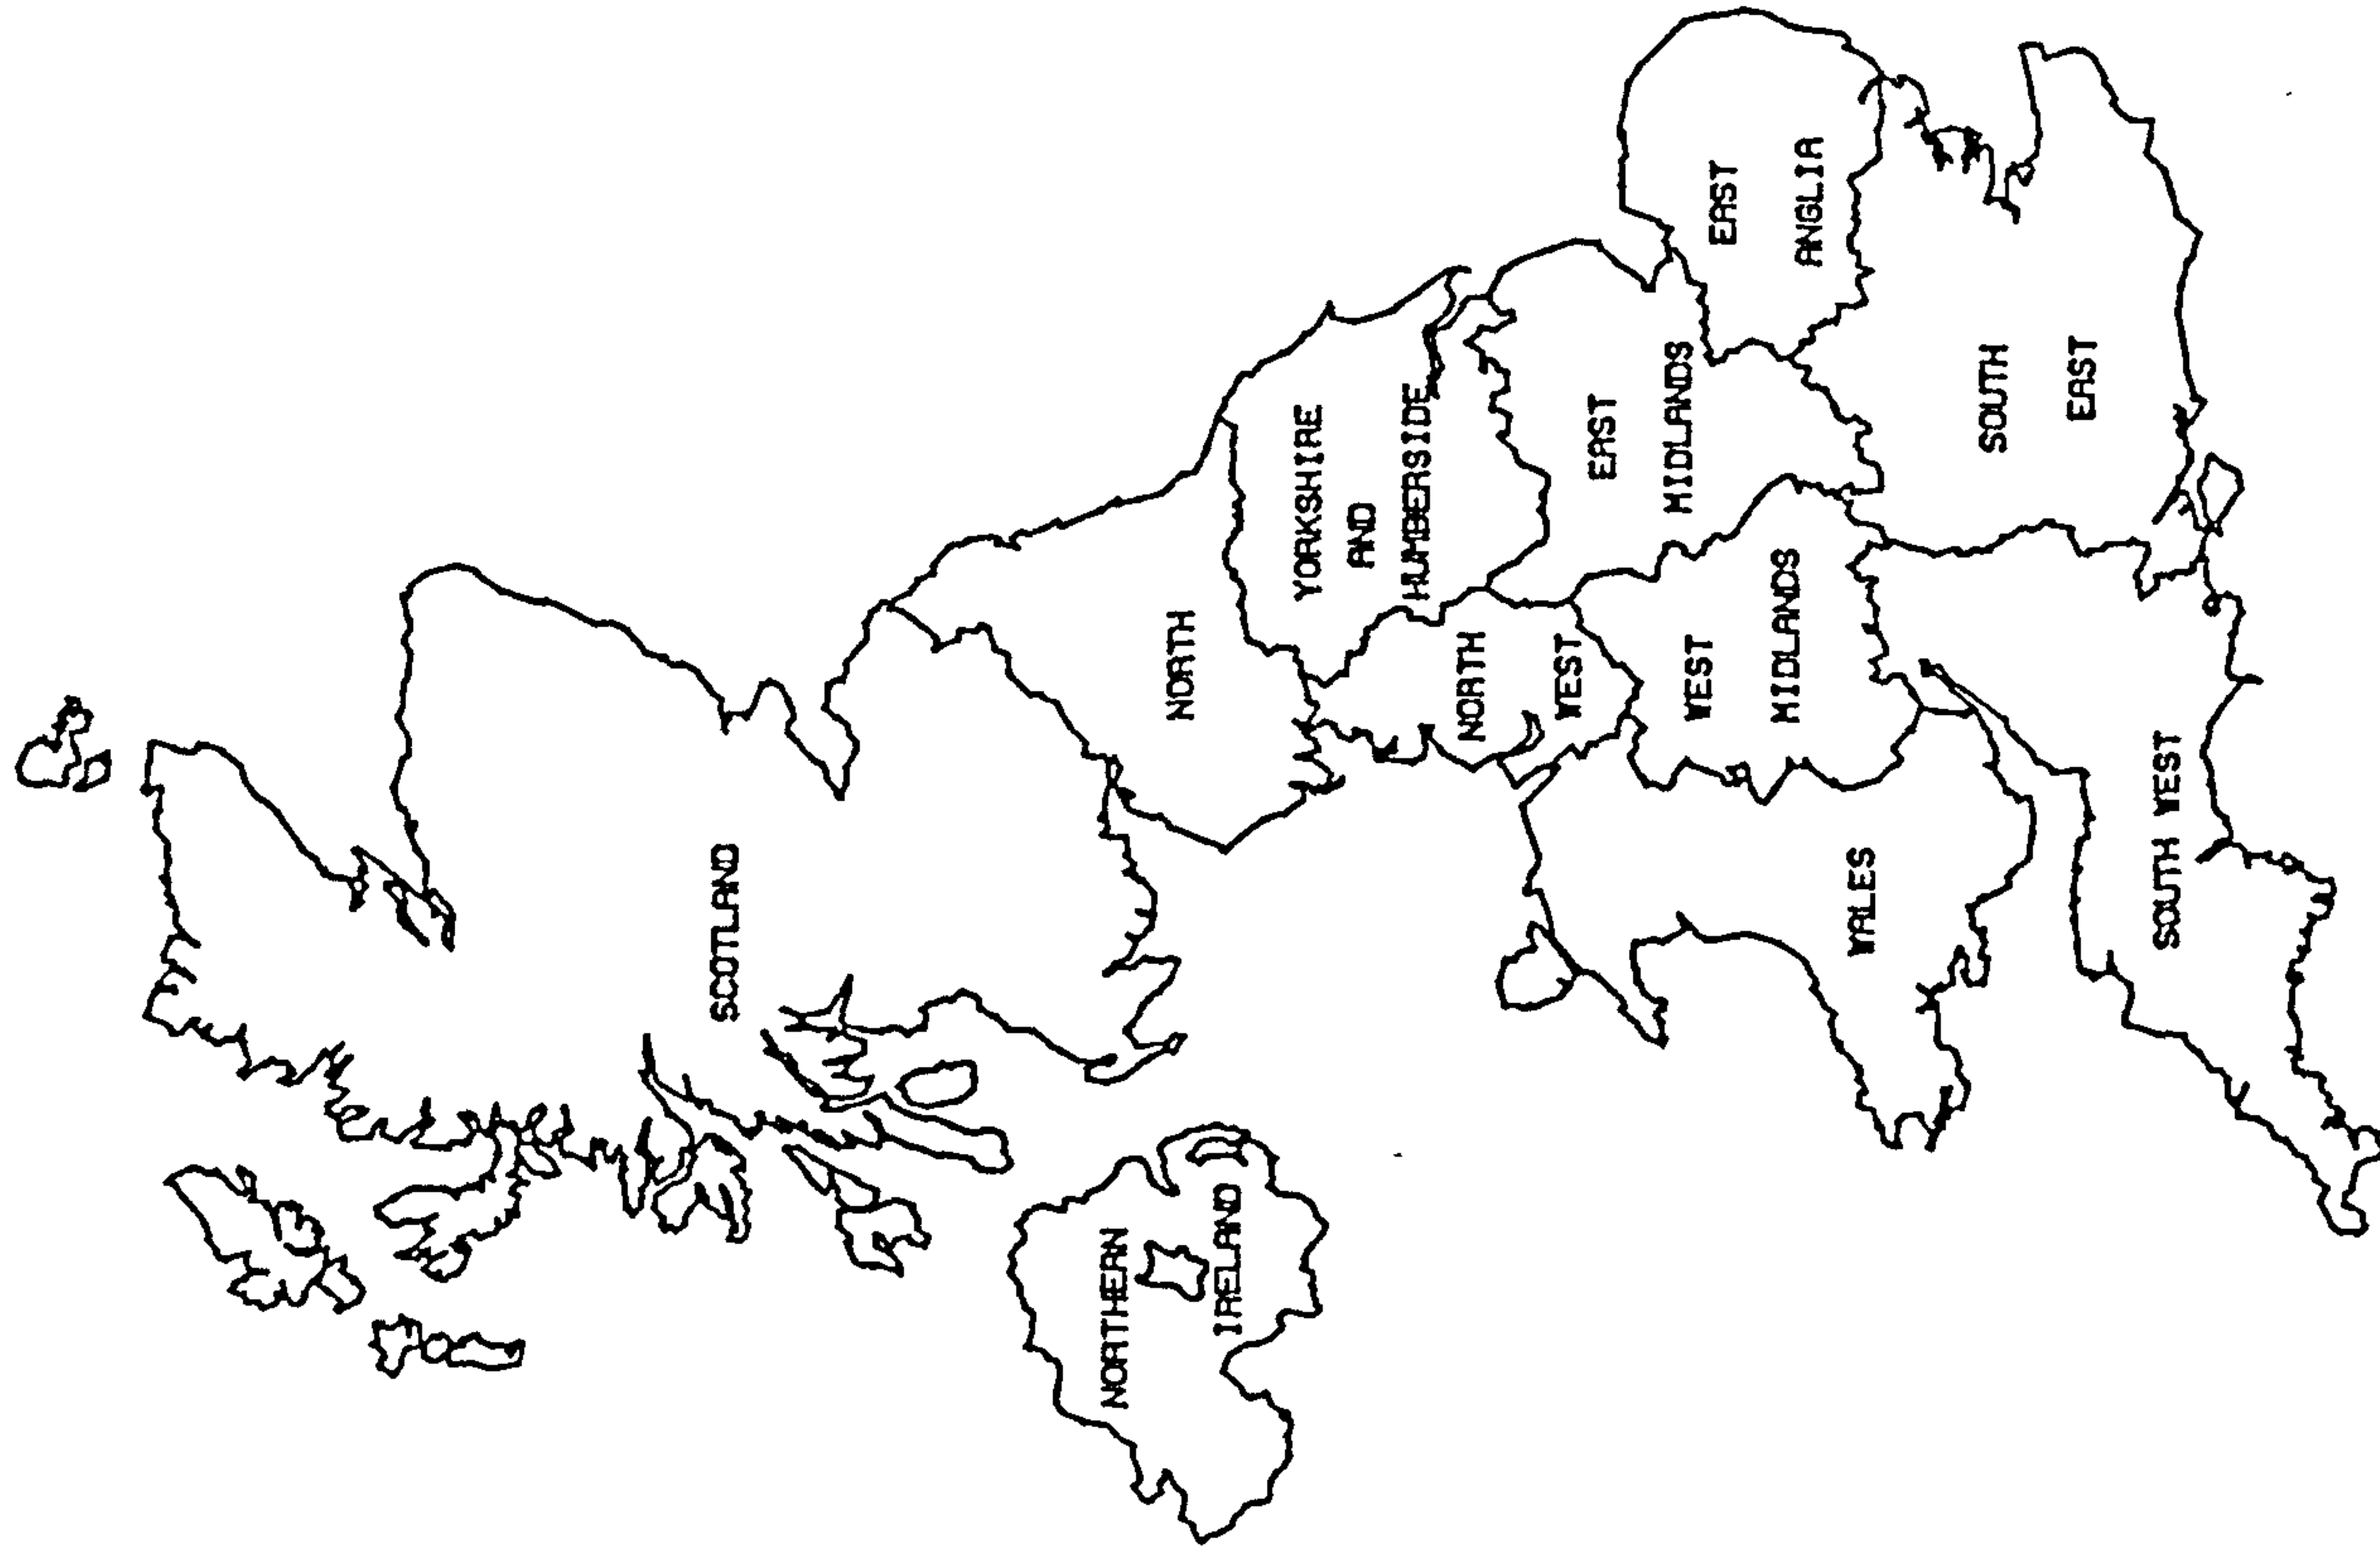 SCOTLAND
NORTHERN
IRELAND
NORTH
YORKSHIRE
AND
HUMBERSIDE
NORTH
WEST
EAST
MIDLANDS
WEST
MIDLANDS
EAST
ANGLIA
WALES
SOUTH
EAST
SOUTH WEST